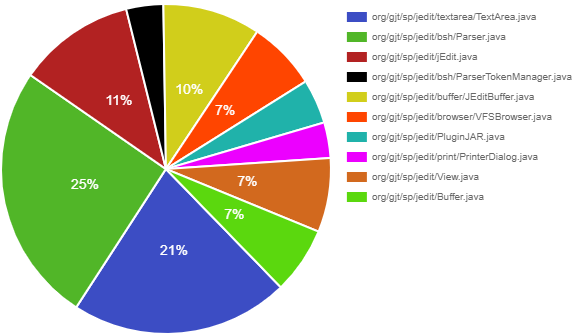 org/gjt/sp/jedit/textarea/TextArea.java
org/gjt/sp/jedit/bsh/Parser.java
org/gjt/sp/jedit/jEdit.java
org/gjt/sp/jedit/bsh/ParserTokenManager.java
org/gjt/sp/jedit/buffer/JEditBuffer.java
org/gjt/sp/jedit/browser/VFSBrowser.java
org/gjt/sp/jedit/PluginJAR.java
org/gjt/sp/jedit/print/PrinterDialog.java
org/gjt/sp/jedit/View.java
org/gjt/sp/jedit/Buffer.java
10%
11%
7%
25%
7%
7%
21%